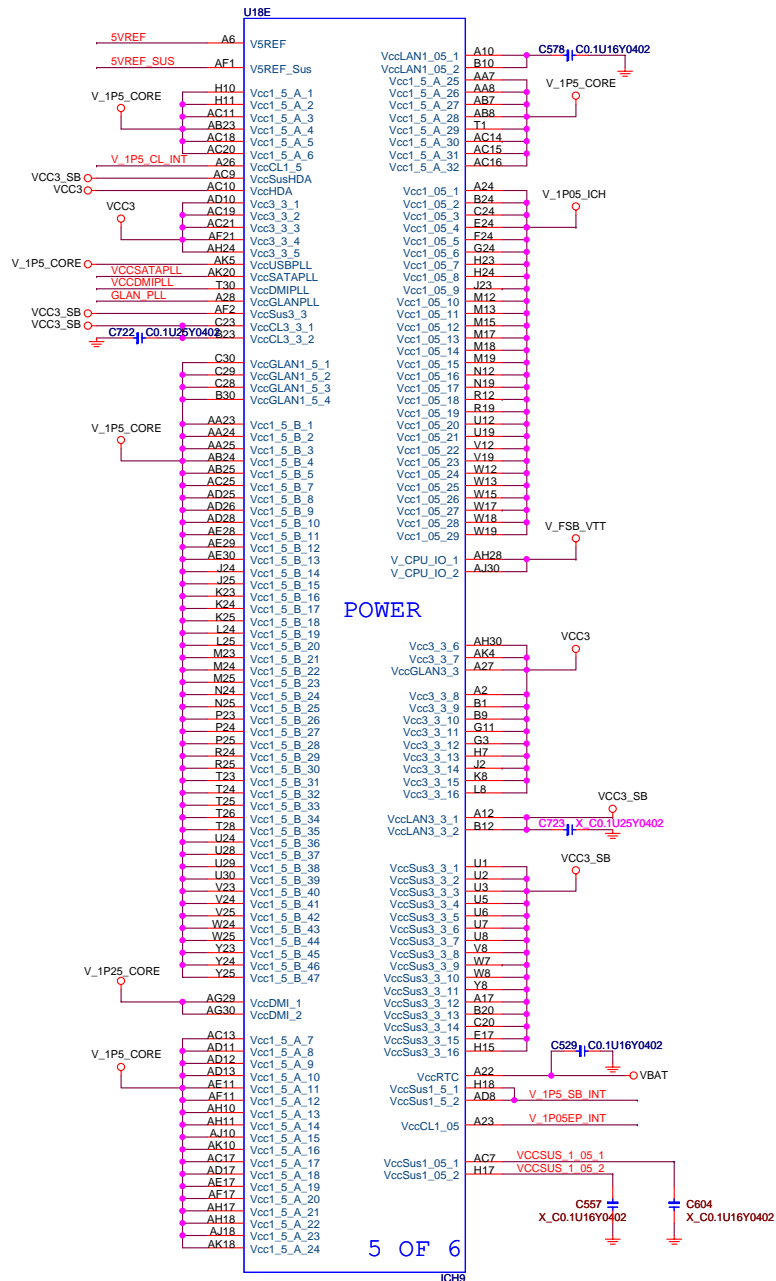 U18E
5VREF A6 V5REF
5VREF_SUS AF1 V5REF_Sus
V_1P5_CORE
H10 Vcc1_5_A_1
H11 Vcc1_5_A_2
AC11 Vcc1_5_A_3
AB23 Vcc1_5_A_4
AC18 Vcc1_5_A_5
AC20 Vcc1_5_A_6
V_1P5_CL_INT A26 VccCL1_5
VCC3_SB AC9 VccSusHDA
VCC3 AC10 VccHDA
VCC3
AD10 Vcc3_3_1
AC19 Vcc3_3_2
AC21 Vcc3_3_3
AF21 Vcc3_3_4
AH24 Vcc3_3_5
V_1P5_CORE AK5 VccUSBPLL
VCCSATAPLL AK20 VccSATAPLL
VCCDMIPLL T30 VccDMIPLL
GLAN_PLL A28 VccGLANPLL
VCC3_SB AF2 VccSus3_3
VCC3_SB C23 VccCL3_3_1
C722 C0.1U25Y0402 B23 VccCL3_3_2
C30 VccGLAN1_5_1
C29 VccGLAN1_5_2
C28 VccGLAN1_5_3
B30 VccGLAN1_5_4
V_1P5_CORE
AA23 Vcc1_5_B_1
AA24 Vcc1_5_B_2
AA25 Vcc1_5_B_3
AB24 Vcc1_5_B_4
AB25 Vcc1_5_B_5
AC25 Vcc1_5_B_7
AD25 Vcc1_5_B_8
AD26 Vcc1_5_B_9
AD28 Vcc1_5_B_10
AE28 Vcc1_5_B_11
AE29 Vcc1_5_B_12
AE30 Vcc1_5_B_13
J24 Vcc1_5_B_14
J25 Vcc1_5_B_15
K23 Vcc1_5_B_16
K24 Vcc1_5_B_17
K25 Vcc1_5_B_18
L24 Vcc1_5_B_19
L25 Vcc1_5_B_20
M23 Vcc1_5_B_21
M24 Vcc1_5_B_22
M25 Vcc1_5_B_23
N24 Vcc1_5_B_24
N25 Vcc1_5_B_25
P23 Vcc1_5_B_26
P24 Vcc1_5_B_27
P25 Vcc1_5_B_28
R24 Vcc1_5_B_29
R25 Vcc1_5_B_30
T23 Vcc1_5_B_31
T24 Vcc1_5_B_32
T25 Vcc1_5_B_33
T26 Vcc1_5_B_34
T28 Vcc1_5_B_35
U24 Vcc1_5_B_36
U28 Vcc1_5_B_37
U29 Vcc1_5_B_38
U30 Vcc1_5_B_39
V23 Vcc1_5_B_40
V24 Vcc1_5_B_41
V25 Vcc1_5_B_42
W24 Vcc1_5_B_43
W25 Vcc1_5_B_44
Y23 Vcc1_5_B_45
Y24 Vcc1_5_B_46
Y25 Vcc1_5_B_47
V_1P25_CORE
AG29 VccDMI_1
AG30 VccDMI_2
V_1P5_CORE
AC13 Vcc1_5_A_7
AD11 Vcc1_5_A_8
AD12 Vcc1_5_A_9
AD13 Vcc1_5_A_10
AE11 Vcc1_5_A_11
AF11 Vcc1_5_A_12
AH10 Vcc1_5_A_13
AH11 Vcc1_5_A_14
AJ10 Vcc1_5_A_15
AK10 Vcc1_5_A_16
AC17 Vcc1_5_A_17
AD17 Vcc1_5_A_18
AE17 Vcc1_5_A_19
AF17 Vcc1_5_A_20
AH17 Vcc1_5_A_21
AH18 Vcc1_5_A_22
AJ18 Vcc1_5_A_23
AK18 Vcc1_5_A_24
POWER
VccLAN1_05_1 A10 C578 C0.1U16Y0402
VccLAN1_05_2 B10
Vcc1_5_A_25 AA7
Vcc1_5_A_26 AA8
Vcc1_5_A_27 AB7
Vcc1_5_A_28 AB8
Vcc1_5_A_29 T1
Vcc1_5_A_30 AC14
Vcc1_5_A_31 AC15
Vcc1_5_A_32 AC16
V_1P5_CORE
Vcc1_05_1 A24
Vcc1_05_2 B24
Vcc1_05_3 C24
Vcc1_05_4 E24
Vcc1_05_5 F24
Vcc1_05_6 G24
Vcc1_05_7 H23
Vcc1_05_8 H24
Vcc1_05_9 J23
Vcc1_05_10 M12
Vcc1_05_11 M13
Vcc1_05_12 M15
Vcc1_05_13 M17
Vcc1_05_14 M18
Vcc1_05_15 M19
Vcc1_05_16 N12
Vcc1_05_17 N19
Vcc1_05_18 R12
Vcc1_05_19 R19
Vcc1_05_20 U12
Vcc1_05_21 U19
Vcc1_05_22 V12
Vcc1_05_23 V19
Vcc1_05_24 W12
Vcc1_05_25 W13
Vcc1_05_26 W15
Vcc1_05_27 W17
Vcc1_05_28 W18
Vcc1_05_29 W19
V_1P05_ICH
V_FSB_VTT
V_CPU_IO_1 AH28
V_CPU_IO_2 AJ30
Vcc3_3_6 AH30
Vcc3_3_7 AK4
VccGLAN3_3 A27
VCC3
Vcc3_3_8 A2
Vcc3_3_9 B1
Vcc3_3_10 B9
Vcc3_3_11 G11
Vcc3_3_12 G3
Vcc3_3_13 H7
Vcc3_3_14 J2
Vcc3_3_15 K8
Vcc3_3_16 L8
VCC3_SB
VccLAN3_3_1 A12
VccLAN3_3_2 B12 C723 X_C0.1U25Y0402
VCC3_SB
VccSus3_3_1 U1
VccSus3_3_2 U2
VccSus3_3_3 U3
VccSus3_3_4 U5
VccSus3_3_5 U6
VccSus3_3_6 U7
VccSus3_3_7 U8
VccSus3_3_8 V8
VccSus3_3_9 W7
VccSus3_3_10 W8
VccSus3_3_11 Y8
VccSus3_3_12 A17
VccSus3_3_13 B20
VccSus3_3_14 C20
VccSus3_3_15 E17
VccSus3_3_16 H15
C529 C0.1U16Y0402
VccRTC A22 VBAT
VccSus1_5_1 H18
VccSus1_5_2 AD8 V_1P5_SB_INT
VccCL1_05 A23 V_1P05EP_INT
VccSus1_05_1 AC7 VCCSUS_1_05_1
VccSus1_05_2 H17 VCCSUS_1_05_2
C557 X_C0.1U16Y0402
C604 X_C0.1U16Y0402
5 OF 6
ICH9